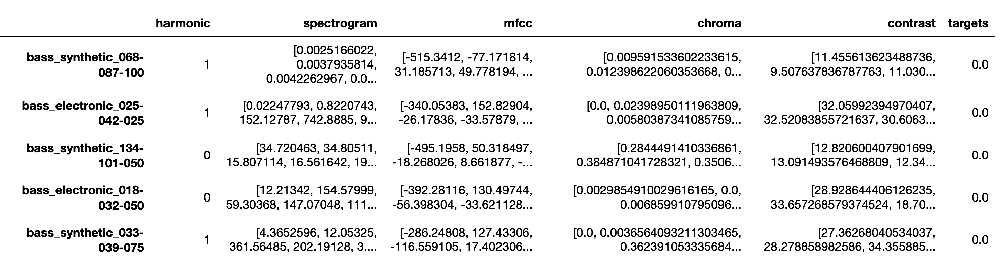 harmonic spectrogram mfcc chroma contrast targets
bass_synthetic_068-087-100 1 [0.0025166022, 0.0037935814, 0.0042262967, 0.0... [-515.3412, -77.171814, 31.185713, 49.778194, ... [0.009591533602233615, 0.012398622060353668, 0... [11.455613623488736, 9.507637836787763, 11.030... 0.0
bass_electronic_025-042-025 1 [0.02247793, 0.8220743, 152.12787, 742.8885, 9... [-340.05383, 152.82904, -26.17836, -33.57879, ... [0.0, 0.02398950111963809, 0.00580387341085759... [32.05992394970407, 32.52083855721637, 30.6063... 0.0
bass_synthetic_134-101-050 0 [34.720463, 34.80511, 15.807114, 16.561642, 19... [-495.1958, 50.318497, -18.268026, 8.661877, -... [0.2844491410336861, 0.384871041728321, 0.3506... [12.820600407901699, 13.091493576468809, 12.34... 0.0
bass_electronic_018-032-050 0 [12.21342, 154.57999, 59.30368, 147.07048, 111... [-392.28116, 130.49744, -56.398304, -33.621128... [0.0029854910029616165, 0.0, 0.006859910795096... [28.928644406126235, 33.657268579374524, 18.70... 0.0
bass_synthetic_033-039-075 1 [4.3652596, 12.05325, 361.56485, 202.19128, 3.... [-286.24808, 127.43306, -116.559105, 17.402306... [0.0, 0.0036564093211303465, 0.362391053335684... [27.36268040534037, 28.278858982586, 34.355885... 0.0